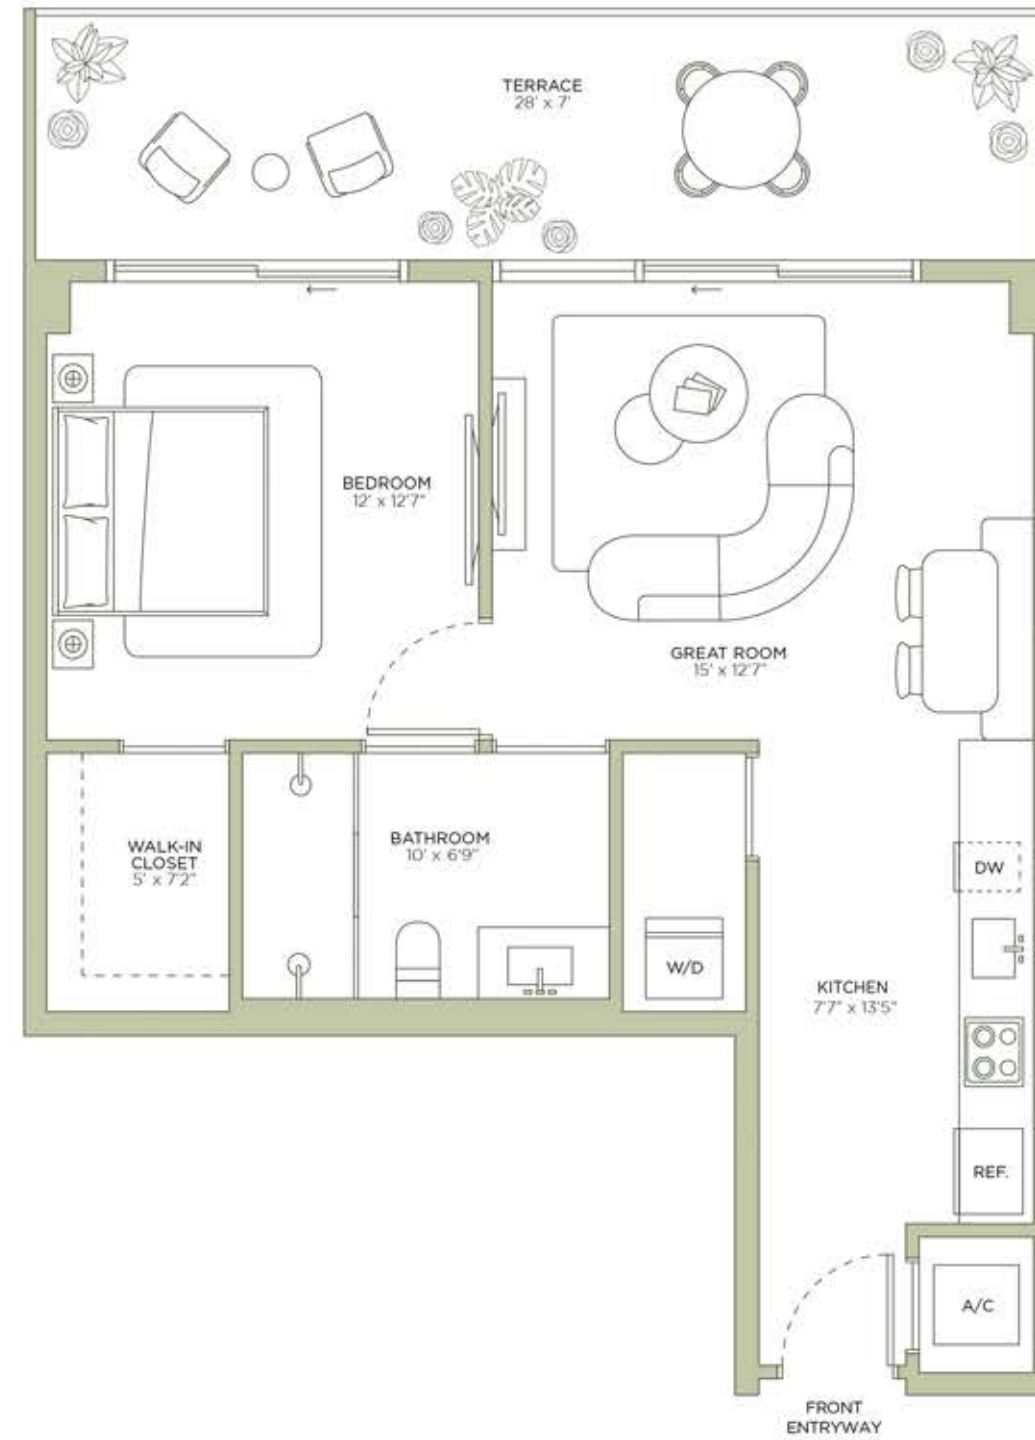 TERRACE
28' x 7'
BEDROOM
12' x 12'7"
GREAT ROOM
15' x 12'7"
WALK-IN
CLOSET
5' x 7'2"
BATHROOM
10' x 6'9"
DW
W/D
KITCHEN
7'7" x 13'5"
REF.
A/C
FRONT
ENTRYWAY